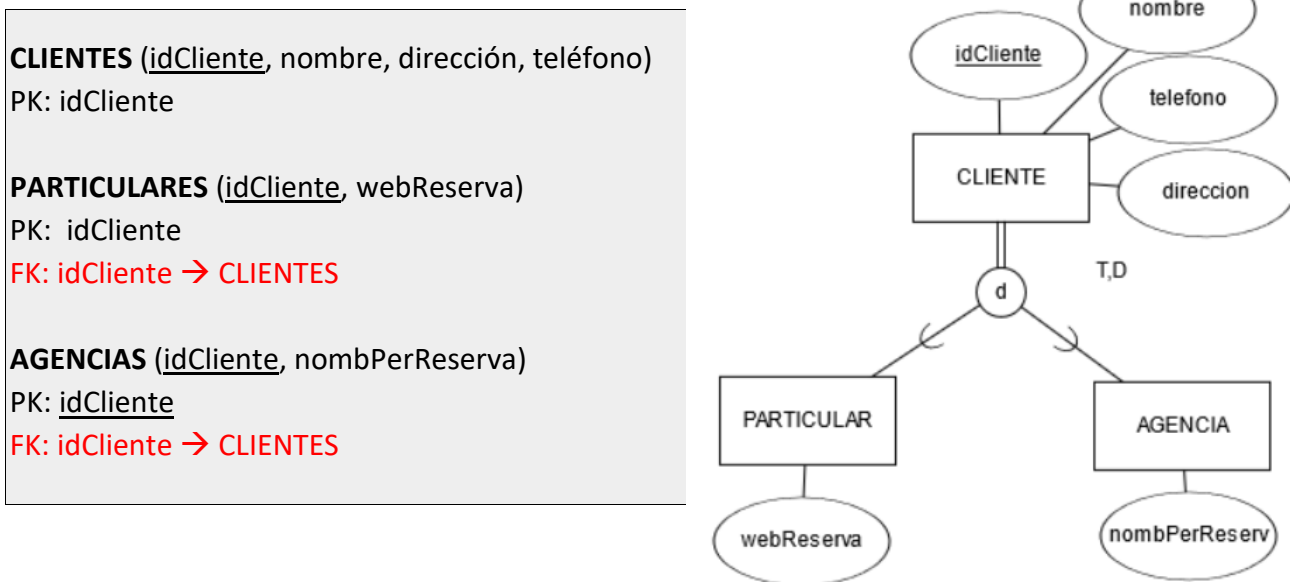 CLIENTES (idCliente, nombre, dirección, teléfono)
PK: idCliente
PARTICULARES (idCliente, webReserva)
PK:  idCliente
FK: idCliente → CLIENTES
AGENCIAS (idCliente, nombPerReserva)
PK: idCliente
FK: idCliente → CLIENTES
nombre
idCliente
telefono
CLIENTE
direccion
T,D
d
PARTICULAR
AGENCIA
webReserva
nombPerReserv